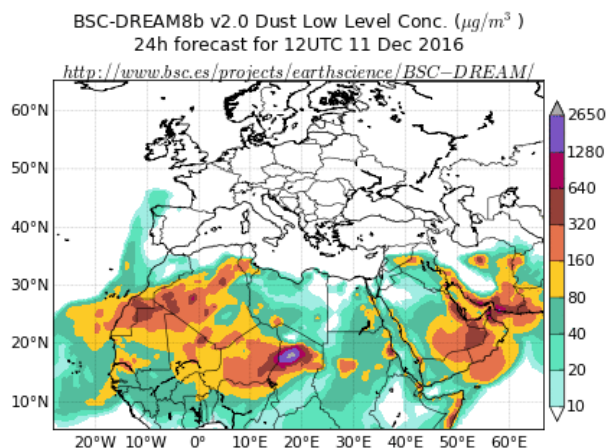 BSC-DREAM8b v2.0 Dust Low Level Conc. (μg/m³ )
24h forecast for 12UTC 11 Dec 2016
http://www.bsc.es/projects/earthscience/BSC−DREAM/
60°N
50°N
40°N
30°N
20°N
10°N
20°W 10°W 0° 10°E 20°E 30°E 40°E 50°E 60°E
2650
1280
640
320
160
80
40
20
10